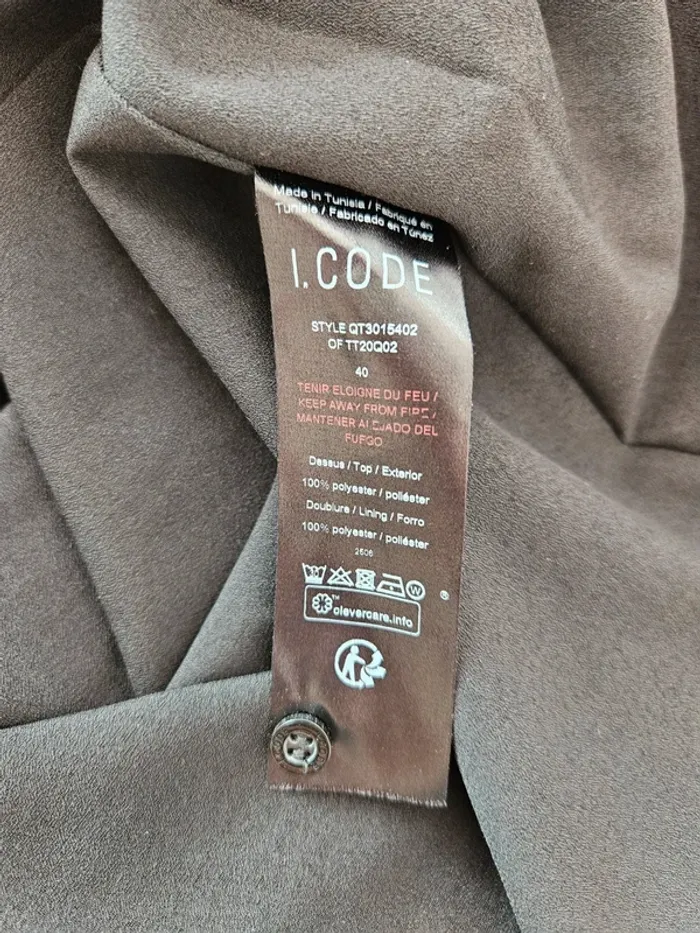 Made in Tunisia / Fabriqué en
Tunisie / Fabricado en Túnez
I.CODE
STYLE QT3015402
OF TT20Q02
40
TENIR ELOIGNE DU FEU /
KEEP AWAY FROM FIRE /
MANTENER ALEJADO DEL
FUEGO
Dessus / Top / Exterior
100% polyester / poliéster
Doublure / Lining / Forro
100% polyester / poliéster
2506
30
W
®
™
clevercare.info